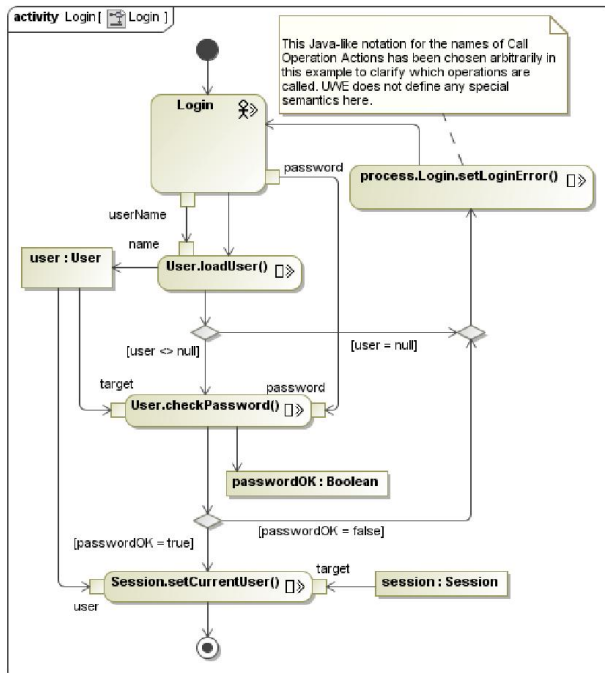 activity Login [ Login ]
This Java-like notation for the names of Call
Operation Actions has been chosen arbitrarily in
this example to clarify which operations are
called. UWE does not define any special
semantics here.
Login
password
process.Login.setLoginError()
userName
name
user : User
User.loadUser()
[user <> null]
[user = null]
target
password
User.checkPassword()
passwordOK : Boolean
[passwordOK = true]
[passwordOK = false]
Session.setCurrentUser()
target
session : Session
user